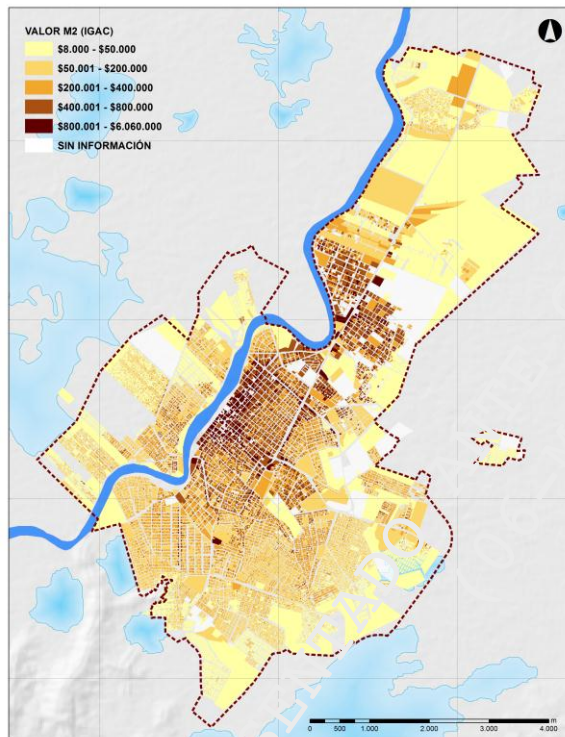 VALOR M2 (IGAC)
$8.000 - $50.000
$50.001 - $200.000
$200.001 - $400.000
$400.001 - $800.000
$800.001 - $6.060.000
SIN INFORMACIÓN
0 500 1.000 2.000 3.000 4.000 m